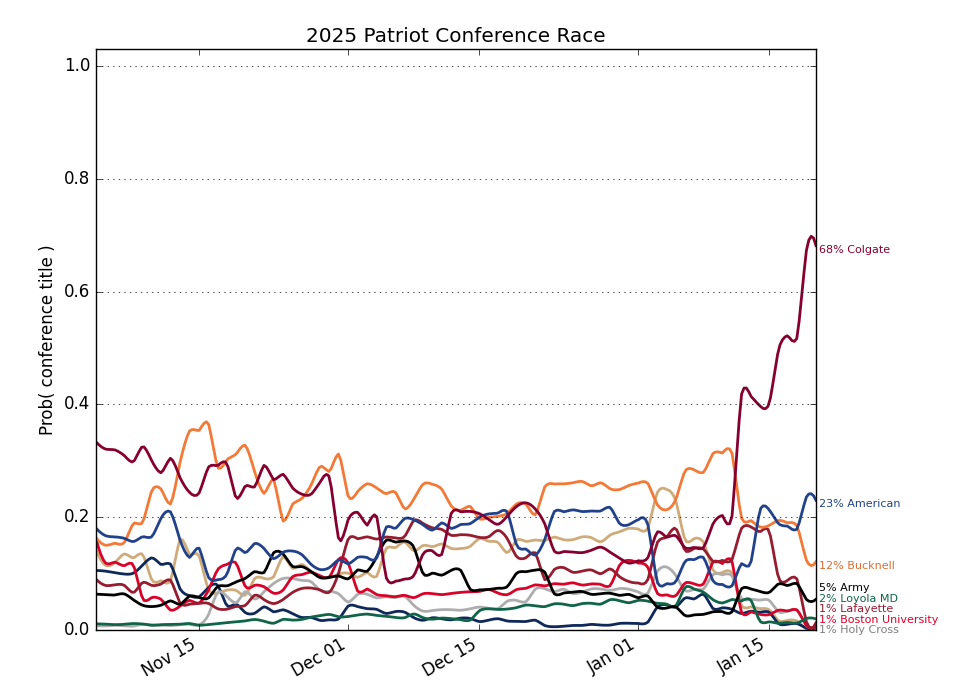 2025 Patriot Conference Race
Prob( conference title )
1.0
0.8
0.6
0.4
0.2
0.0
Nov 15
Dec 01
Dec 15
Jan 01
Jan 15
68% Colgate
23% American
12% Bucknell
5% Army
2% Loyola MD
1% Lafayette
1% Boston University
1% Holy Cross